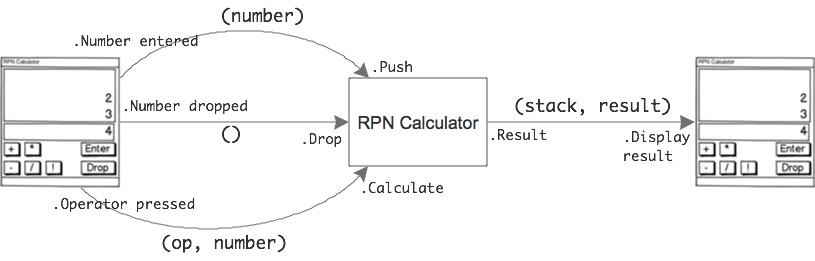 (number)
.Number entered
RPN Calculator
2
3
4
+ * Enter
- / ! Drop
.Push
.Number dropped
()
.Drop
RPN Calculator
.Calculate
.Operator pressed
(op, number)
(stack, result)
.Result
.Display
result
RPN Calculator
2
3
4
+ * Enter
- / ! Drop